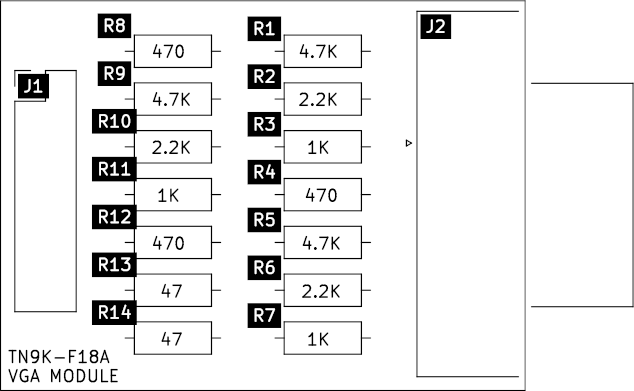 R8
470
R9
4.7K
R10
2.2K
R11
1K
R12
470
R13
47
R14
47
R1
4.7K
R2
2.2K
R3
1K
R4
470
R5
4.7K
R6
2.2K
R7
1K
J1
J2
TN9K-F18A
VGA MODULE